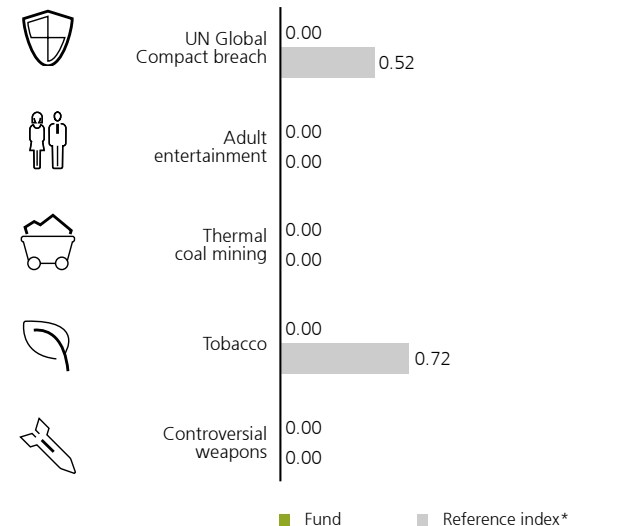 UN Global
Compact breach
0.00
0.52
Adult
entertainment
0.00
0.00
Thermal
coal mining
0.00
0.00
Tobacco
0.00
0.72
Controversial
weapons
0.00
0.00
Fund
Reference index*